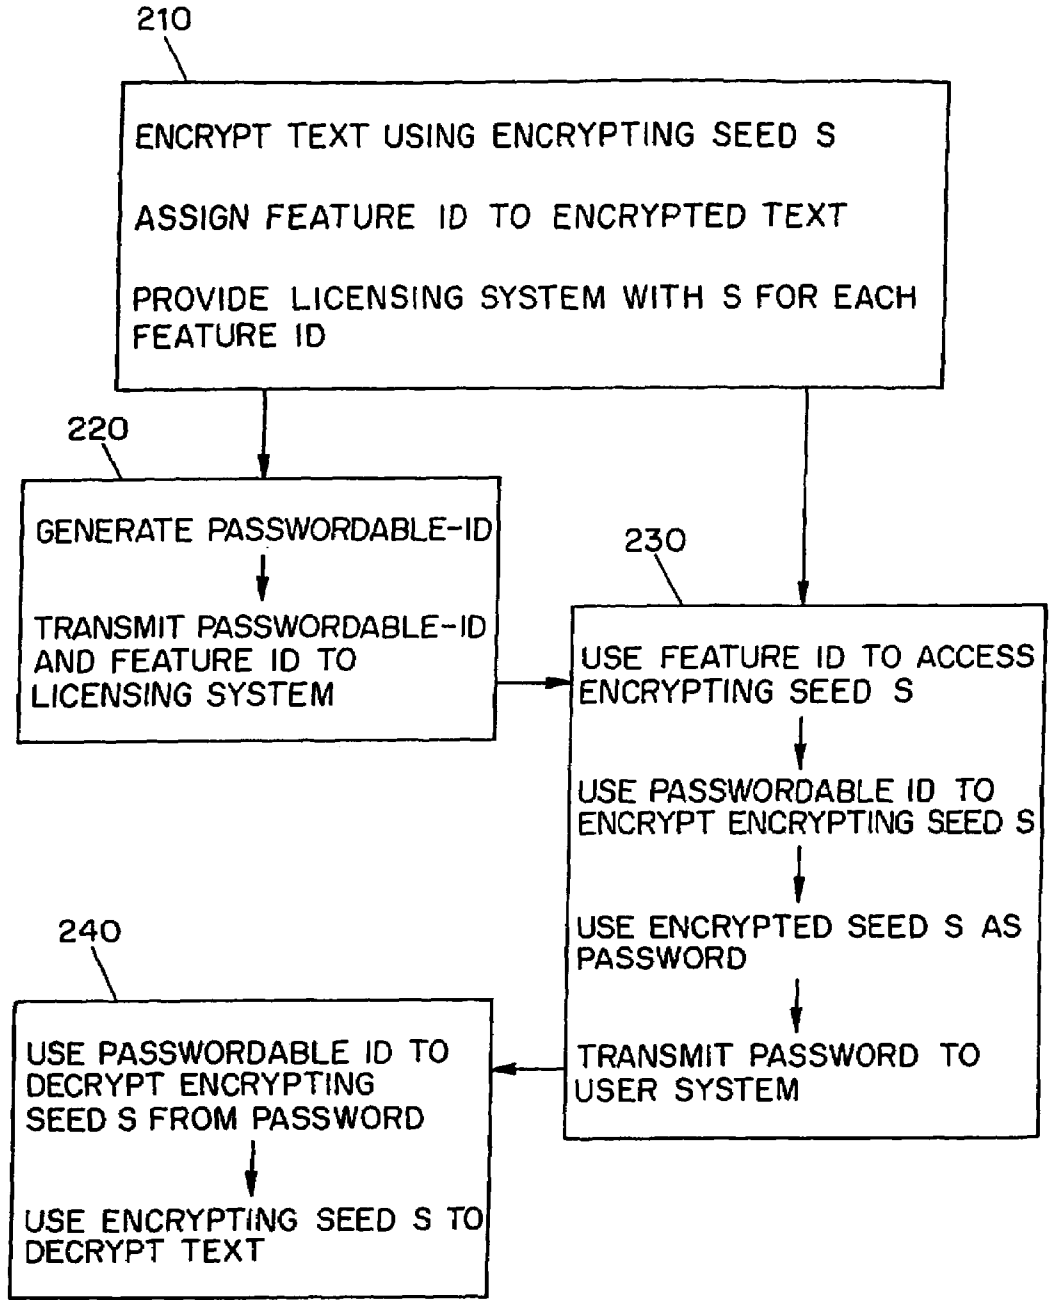 210
ENCRYPT TEXT USING ENCRYPTING SEED S
ASSIGN FEATURE ID TO ENCRYPTED TEXT
PROVIDE LICENSING SYSTEM WITH S FOR EACH
FEATURE ID
220
GENERATE PASSWORDABLE-ID
TRANSMIT PASSWORDABLE-ID
AND FEATURE ID TO
LICENSING SYSTEM
230
USE FEATURE ID TO ACCESS
ENCRYPTING SEED S
USE PASSWORDABLE ID TO
ENCRYPT ENCRYPTING SEED S
USE ENCRYPTED SEED S AS
PASSWORD
TRANSMIT PASSWORD TO
USER SYSTEM
240
USE PASSWORDABLE ID TO
DECRYPT ENCRYPTING
SEED S FROM PASSWORD
USE ENCRYPTING SEED S TO
DECRYPT TEXT